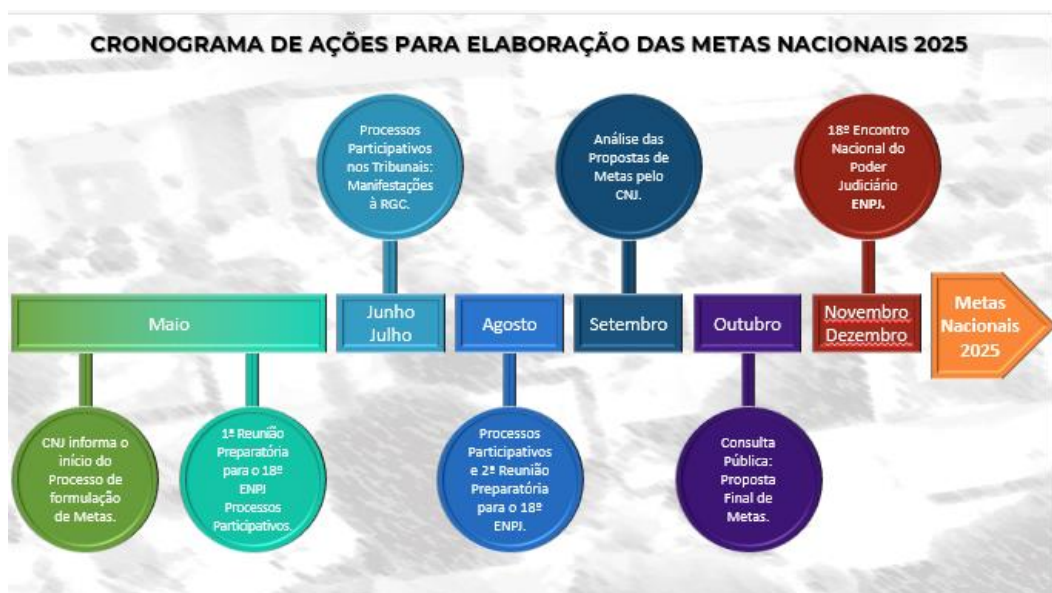 CRONOGRAMA DE AÇÕES PARA ELABORAÇÃO DAS METAS NACIONAIS 2025
Processos
Participativos
nos Tribunais:
Manifestações
à RGC.
Análise das
Propostas de
Metas pelo
CNJ.
18º Encontro
Nacional do
Poder
Judiciário
ENPJ.
Maio
Junho
Julho
Agosto
Setembro
Outubro
Novembro
Dezembro
Metas
Nacionais
2025
CNJ informa o
início do
Processo de
formulação
de Metas.
1ª Reunião
Preparatória
para o 18º
ENPJ
Processos
Participativos.
Processos
Participativos
e 2ª Reunião
Preparatória
para o 18º
ENPJ.
Consulta
Pública:
Proposta
Final de
Metas.